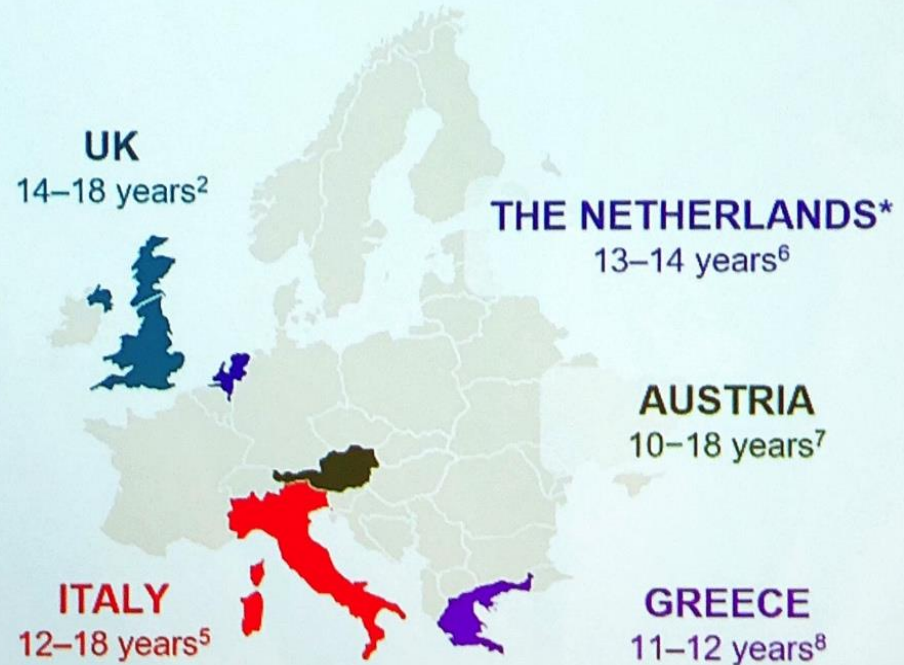 UK
14–18 years²
THE NETHERLANDS*
13–14 years⁶
AUSTRIA
10–18 years⁷
ITALY
12–18 years⁵
GREECE
11–12 years⁸